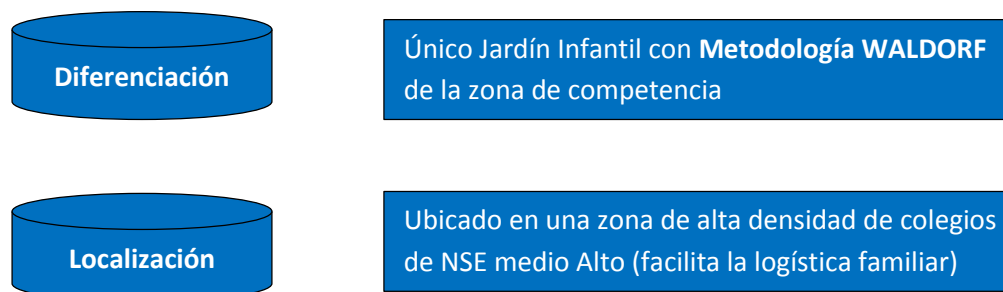 Diferenciación
Único Jardín Infantil con Metodología WALDORF
de la zona de competencia
Localización
Ubicado en una zona de alta densidad de colegios
de NSE medio Alto (facilita la logística familiar)